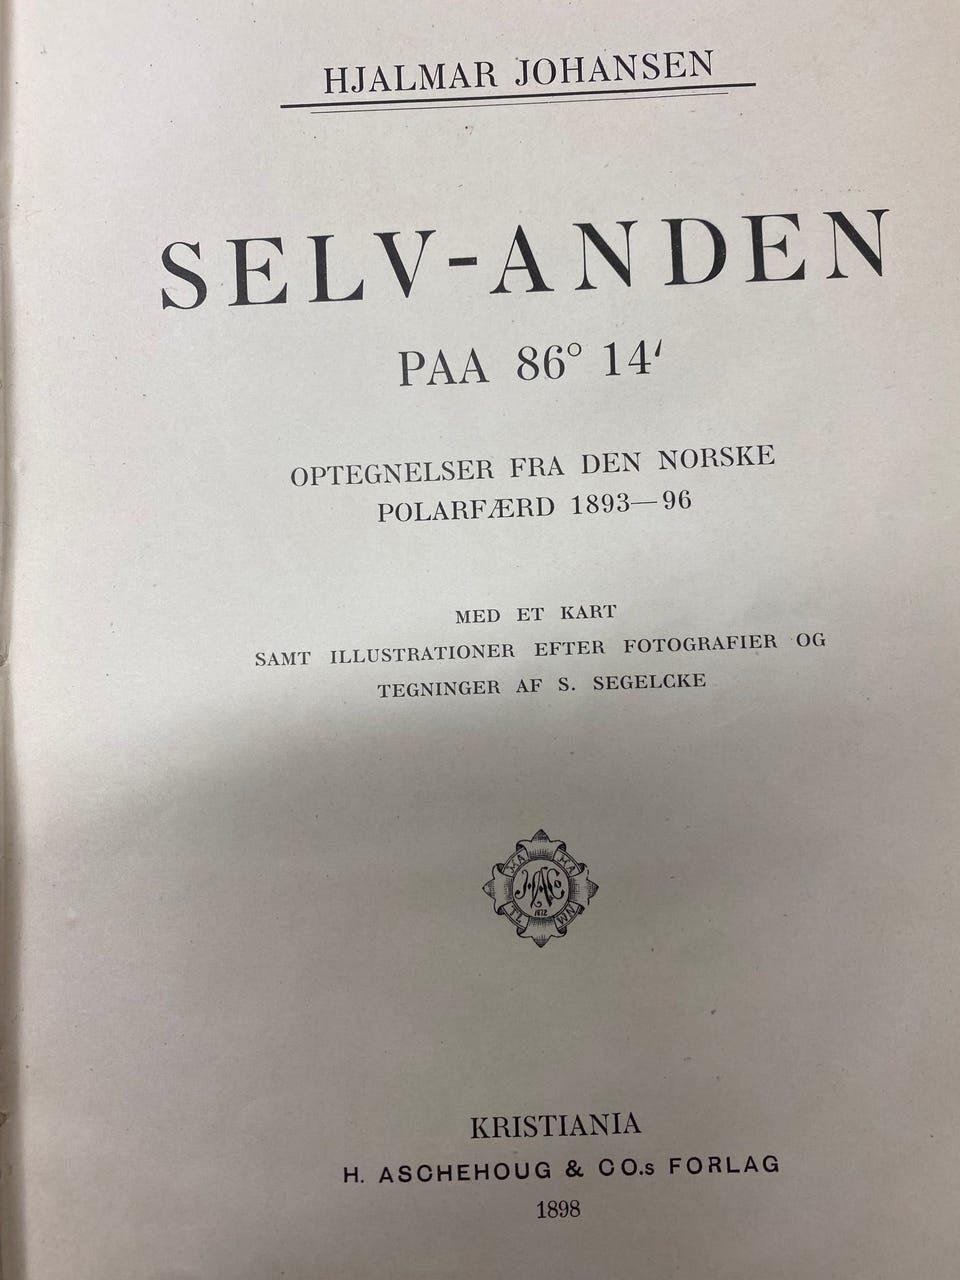 HJALMAR JOHANSEN
SELV-ANDEN
PAA 86° 14′
OPTEGNELSER FRA DEN NORSKE
POLARFÆRD 1893—96
MED ET KART
SAMT ILLUSTRATIONER EFTER FOTOGRAFIER OG
TEGNINGER AF S. SEGELCKE
1872
KRISTIANIA
H. ASCHEHOUG & CO.s FORLAG
1898